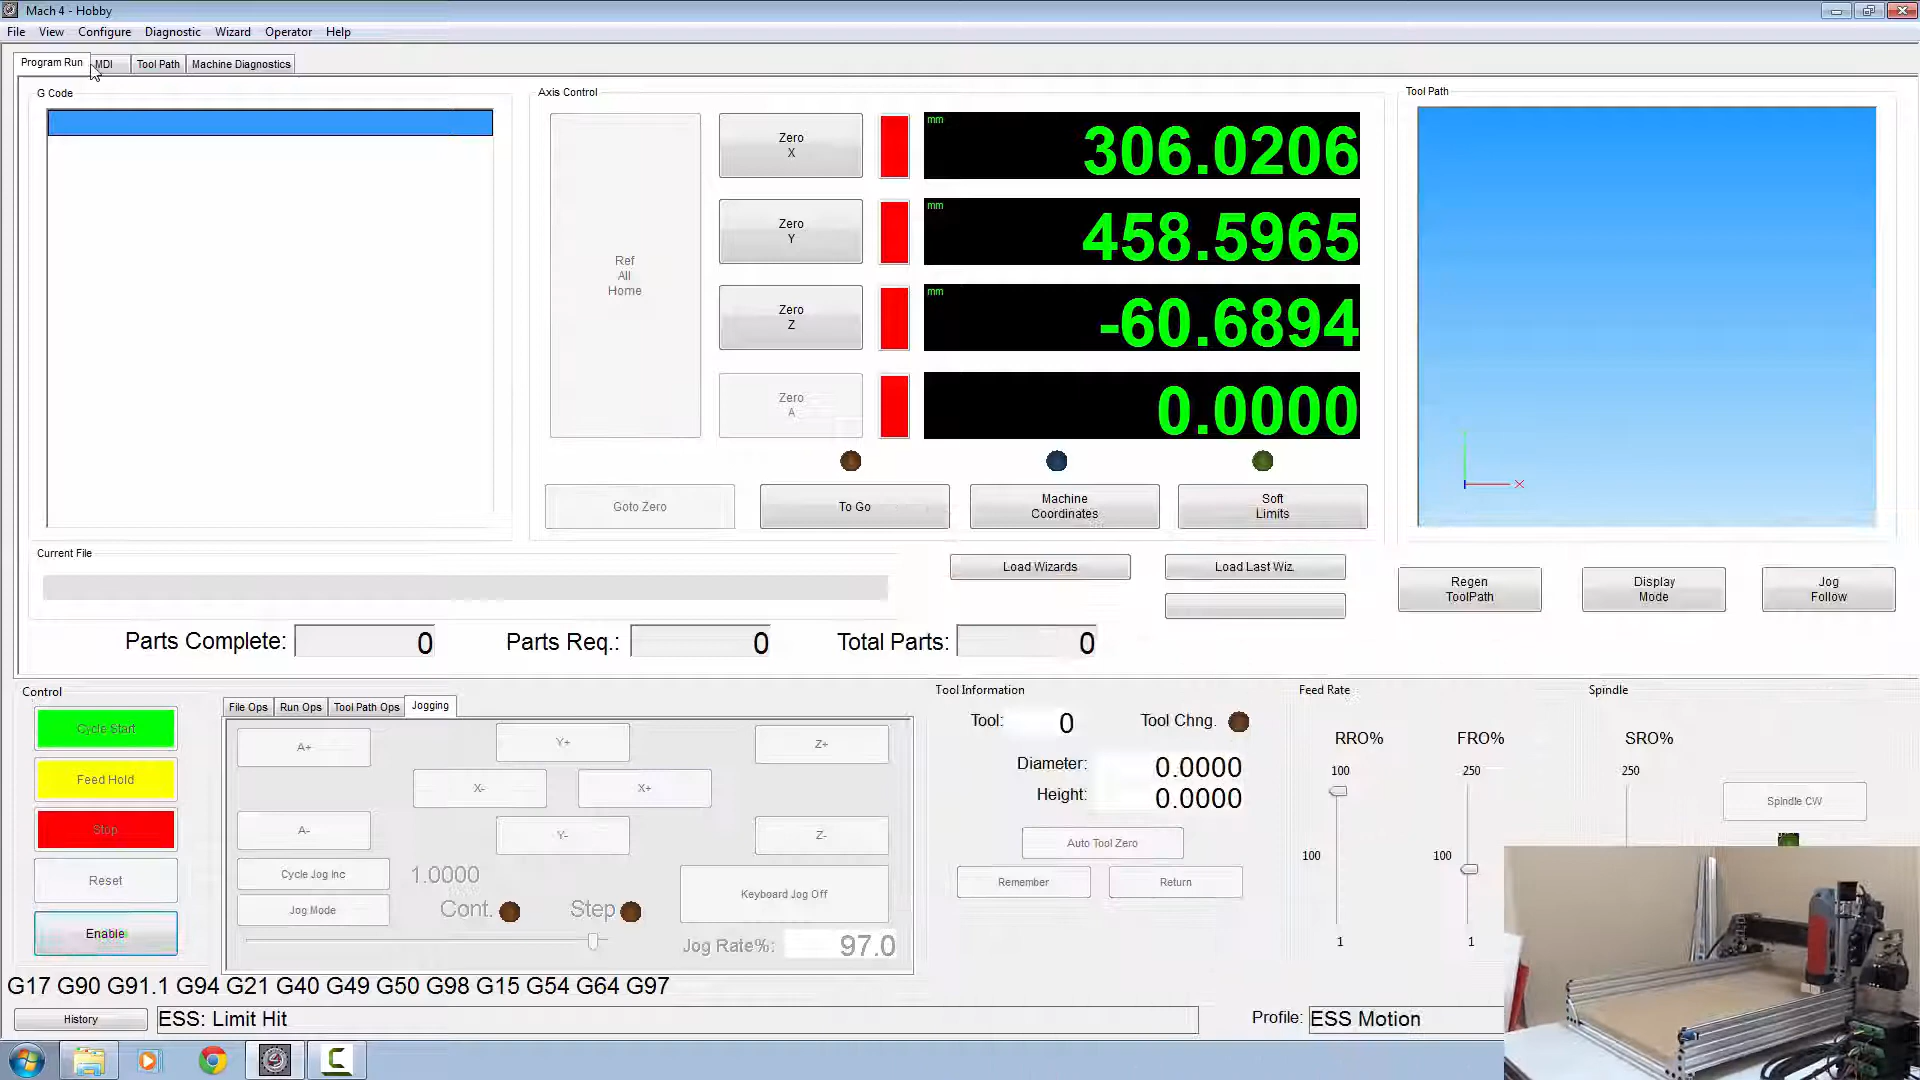 Mach 4 - Hobby
File View Configure Diagnostic Wizard Operator Help
Program Run MDI Tool Path Machine Diagnostics
G Code
Axis Control
Tool Path
Ref
All
Home
Zero
X
mm
306.0206
Zero
Y
mm
458.5965
Zero
Z
mm
-60.6894
Zero
A
0.0000
X
Goto Zero
To Go
Machine
Coordinates
Soft
Limits
Current File
Load Wizards
Load Last Wiz.
Regen
ToolPath
Display
Mode
Jog
Follow
Parts Complete: 0
Parts Req.: 0
Total Parts: 0
Control
Cycle Start
Feed Hold
Stop
Reset
Enable
File Ops Run Ops Tool Path Ops Jogging
A+
Y+
Z+
X-
X+
A-
Y-
Z-
Cycle Jog Inc
1.0000
Keyboard Jog Off
Jog Mode
Cont.
Step
Jog Rate%: 97.0
Tool Information
Tool: 0
Tool Chng.
Diameter: 0.0000
Height: 0.0000
Auto Tool Zero
Remember
Return
Feed Rate
RRO%
FRO%
100
250
100
100
1
1
Spindle
SRO%
250
Spindle CW
G17 G90 G91.1 G94 G21 G40 G49 G50 G98 G15 G54 G64 G97
History
ESS: Limit Hit
Profile: ESS Motion